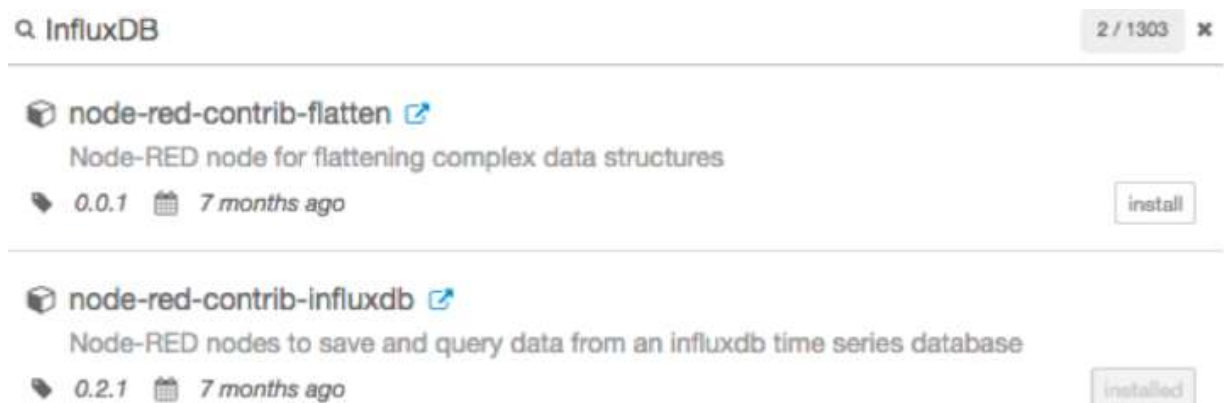 InfluxDB 2 / 1303
node-red-contrib-flatten
Node-RED node for flattening complex data structures
0.0.1 7 months ago install
node-red-contrib-influxdb
Node-RED nodes to save and query data from an influxdb time series database
0.2.1 7 months ago installed